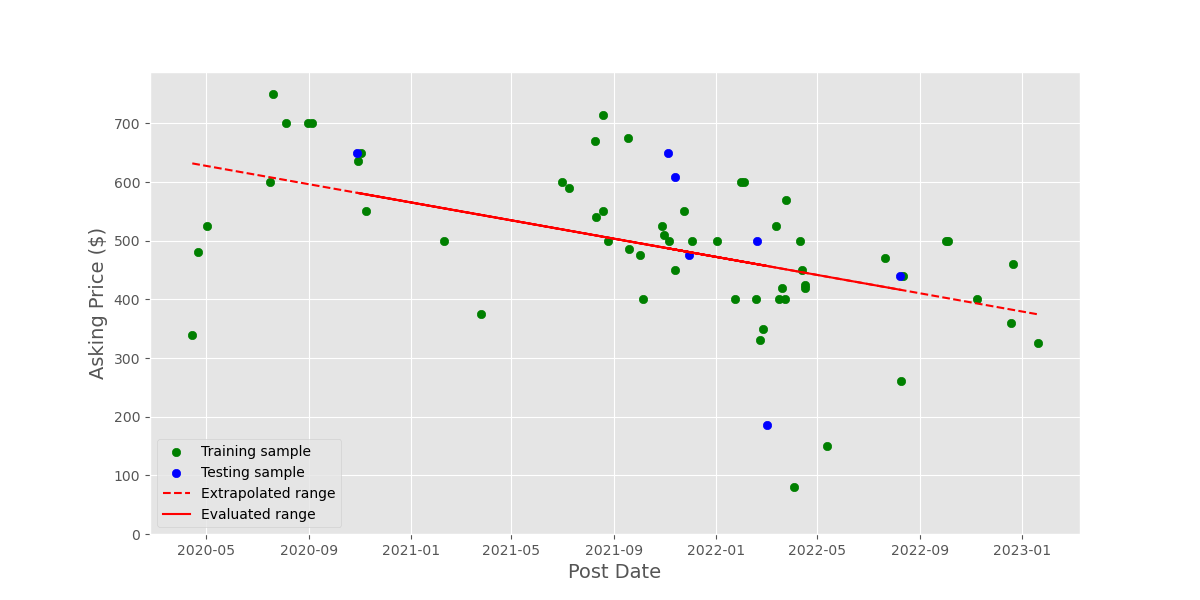 700
600
500
400
300
200
100
0
Asking Price ($)
Training sample
Testing sample
Extrapolated range
Evaluated range
2020-05 2020-09 2021-01 2021-05 2021-09 2022-01 2022-05 2022-09 2023-01
Post Date